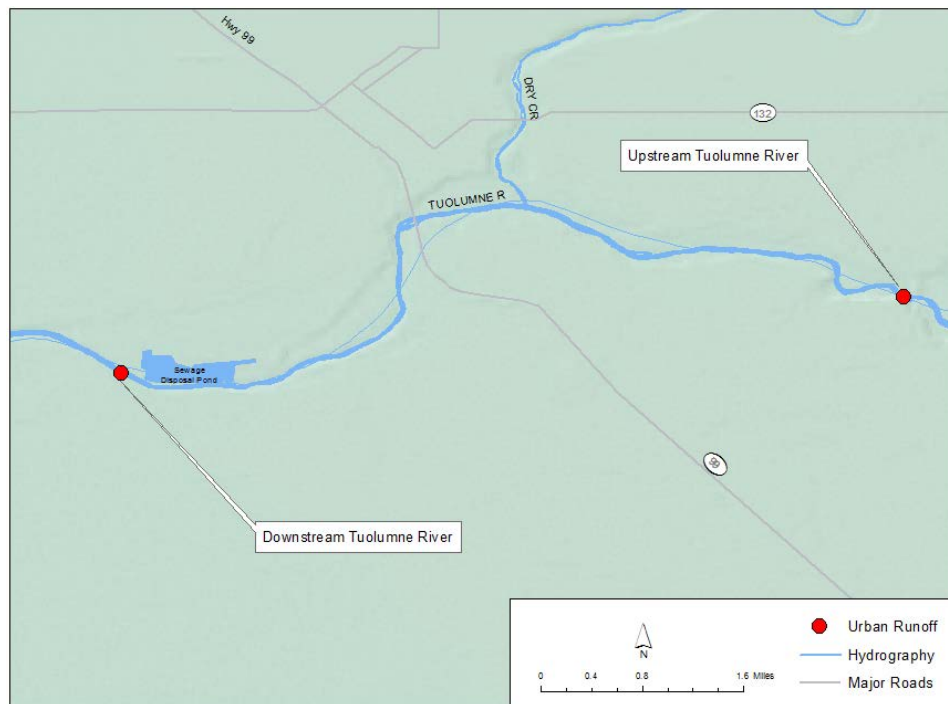 Hwy 99
DRY CR
132
Upstream Tuolumne River
TUOLUMNE R
Sewage
Disposal Pond
99
Downstream Tuolumne River
N
0 0.4 0.8 1.6 Miles
Urban Runoff
Hydrography
Major Roads